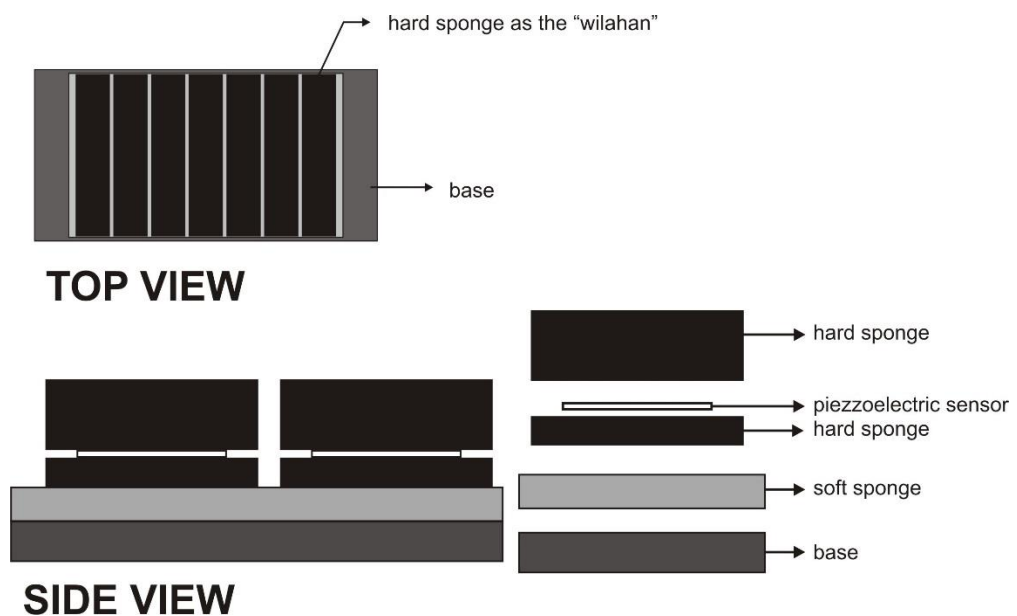 hard sponge as the “wilahan”
base
TOP VIEW
hard sponge
piezzoelectric sensor
hard sponge
soft sponge
base
SIDE VIEW